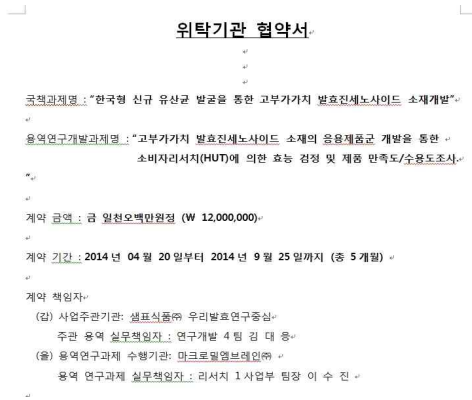 위탁기관 협약서
국책과제명 : "한국형 신규 유산균 발굴을 통한 고부가가치 발효진세노사이드 소재개발"
용역연구개발과제명 : "고부가가치 발효진세노사이드 소재의 응용제품군 개발을 통한
소비자리서치(HUT)에 의한 효능 검정 및 제품 만족도/수용도조사.
"
계약 금액 : 금 일천오백만원정 (₩ 12,000,000)
계약 기간 : 2014 년 04 월 20 일부터 2014 년 9 월 25 일까지 (총 5 개월)
계약 책임자
(갑) 사업주관기관: 샘표식품㈜ 우리발효연구중심
주관 용역 실무책임자 : 연구개발 4 팀 김 대 응
(을) 용역연구과제 수행기관: 마크로밀엠브레인㈜
용역 연구과제 실무책임자 : 리서치 1 사업부 팀장 이 수 진